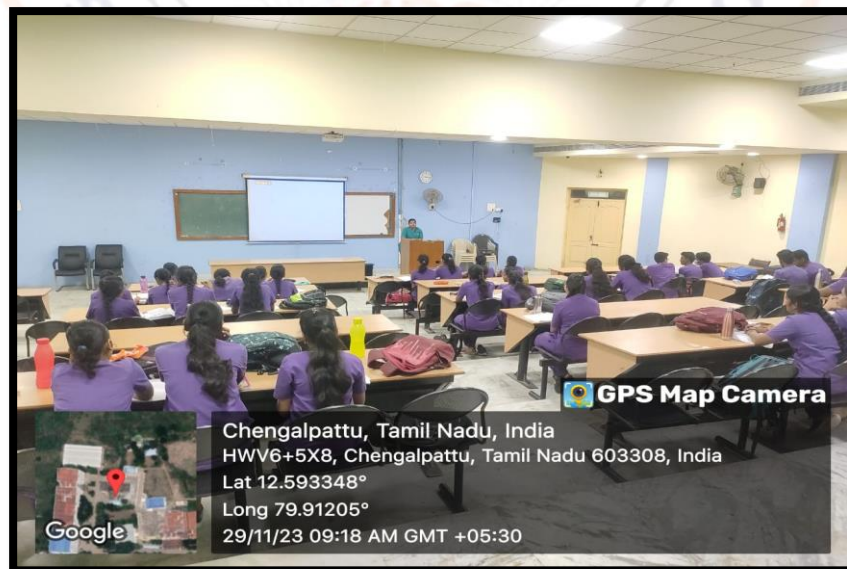 GPS Map Camera
Chengalpattu, Tamil Nadu, India
HWV6+5X8, Chengalpattu, Tamil Nadu 603308, India
Lat 12.593348°
Long 79.91205°
29/11/23 09:18 AM GMT +05:30
Google